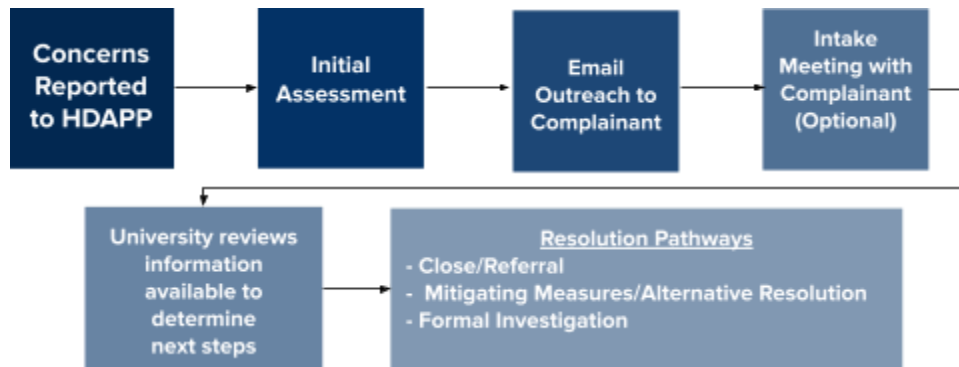 Concerns
Reported
to HDAPP
Initial
Assessment
Email
Outreach to
Complainant
Intake
Meeting with
Complainant
(Optional)
University reviews
information
available to
determine
next steps
Resolution Pathways
- Close/Referral
- Mitigating Measures/Alternative Resolution
- Formal Investigation